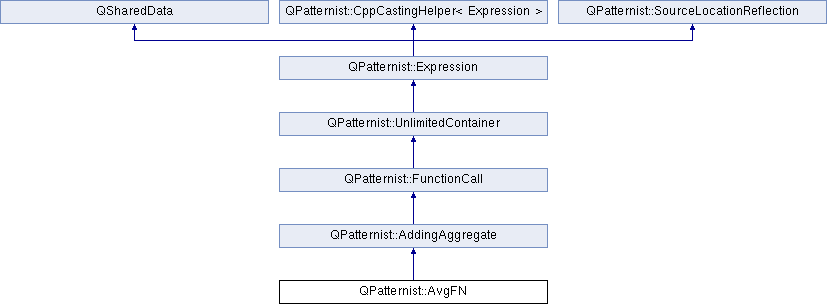 QSharedData
QPatternist::CppCastingHelper< Expression >
QPatternist::SourceLocationReflection
QPatternist::Expression
QPatternist::UnlimitedContainer
QPatternist::FunctionCall
QPatternist::AddingAggregate
QPatternist::AvgFN